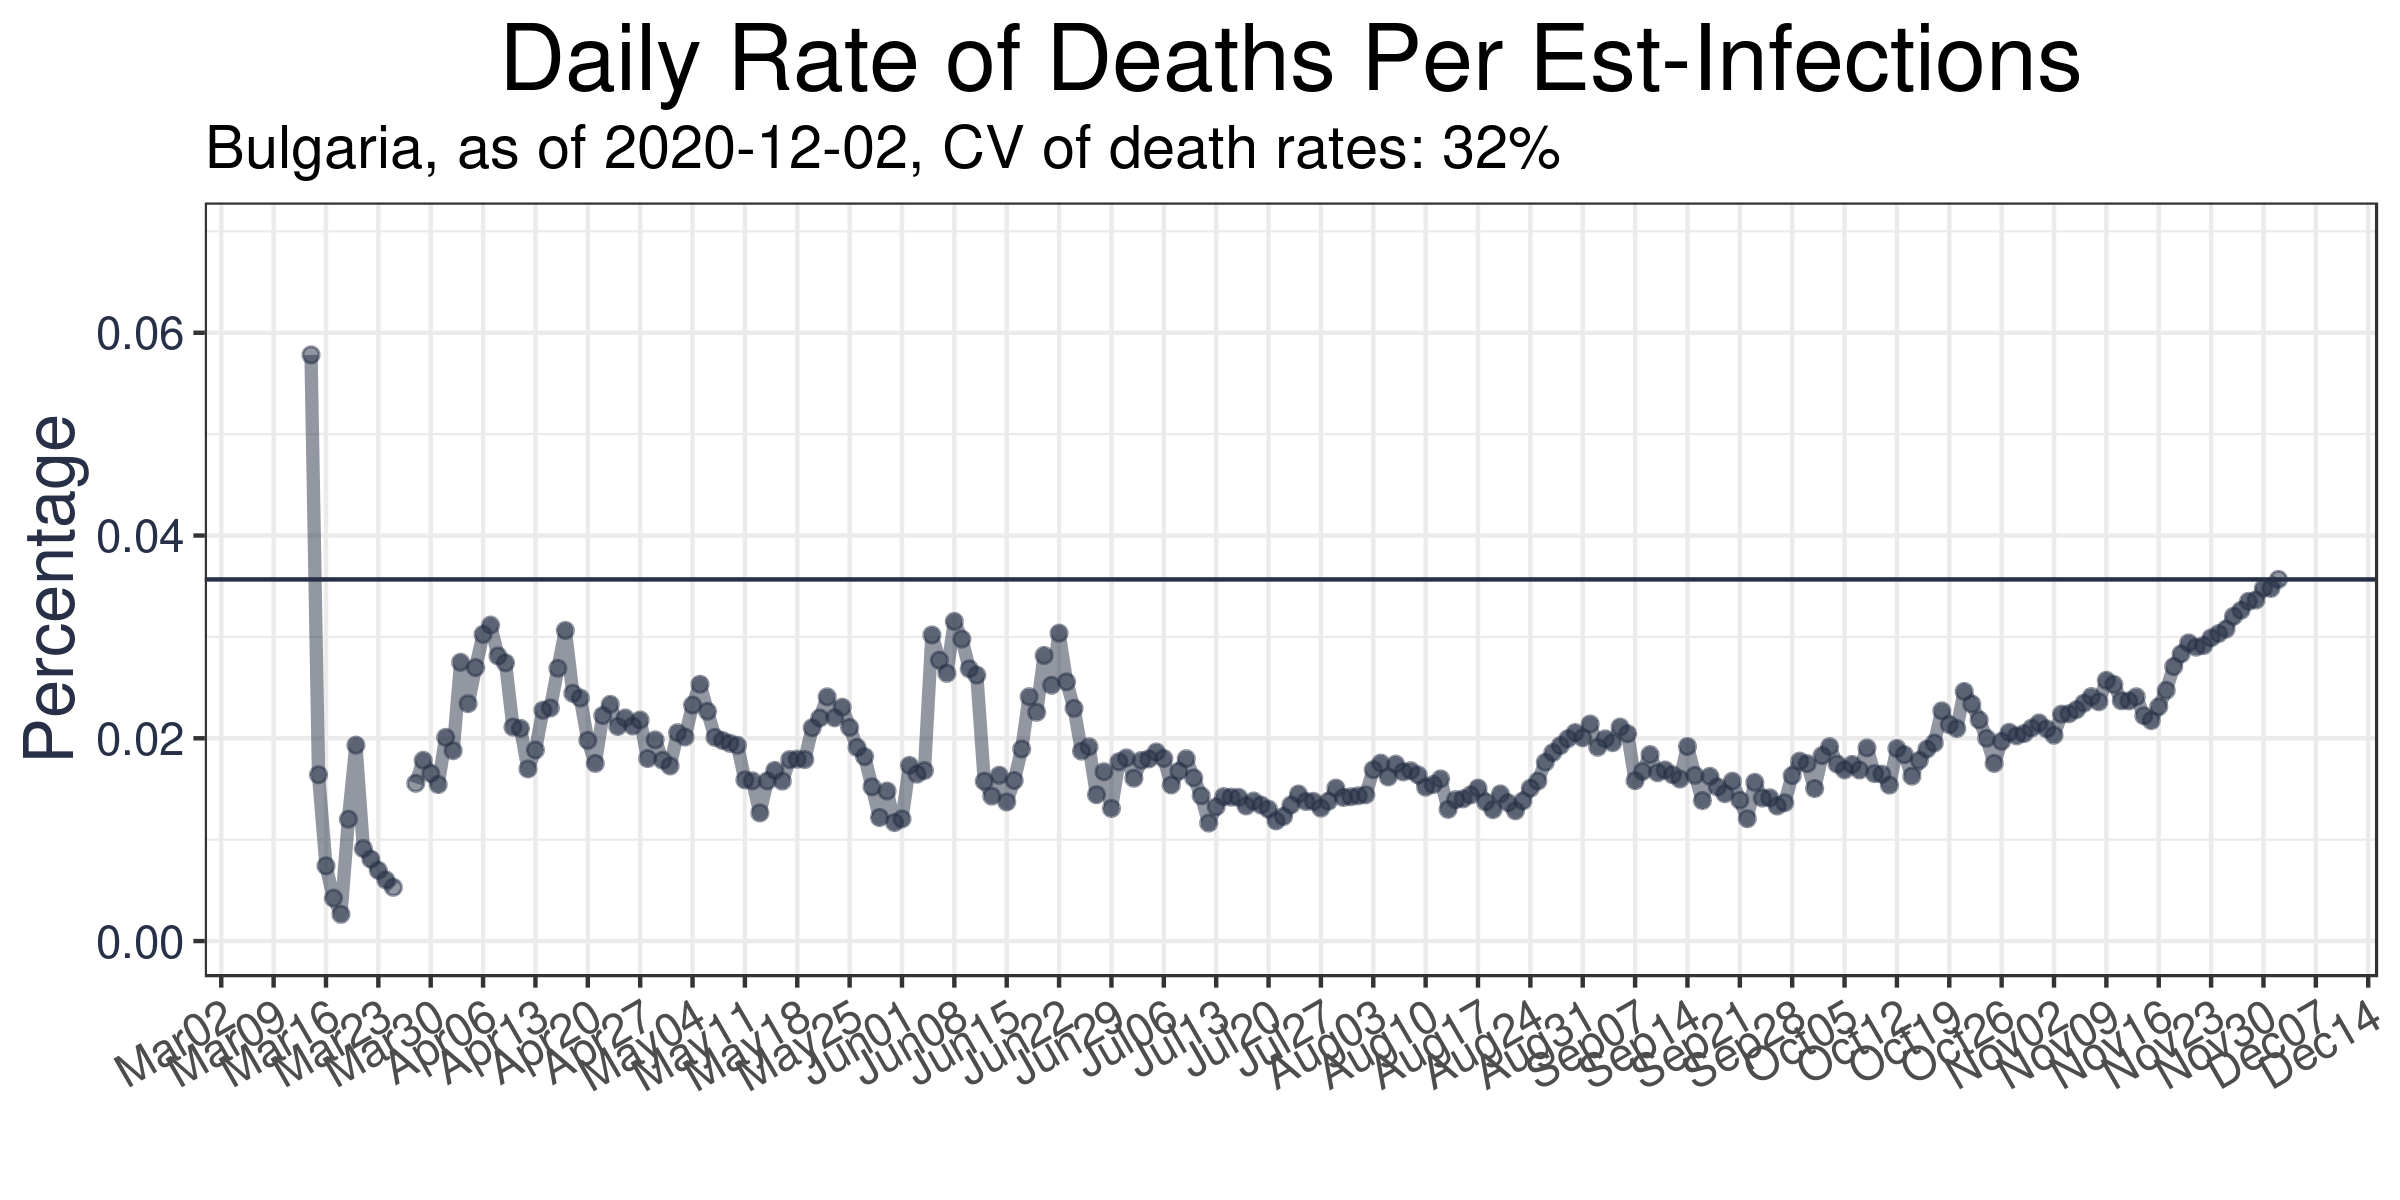 Daily Rate of Deaths Per Est-Infections
Bulgaria, as of 2020-12-02, CV of death rates: 32%
Percentage
0.06
0.04
0.02
0.00
Mar02 Mar09 Mar16 Mar23 Mar30 Apr06 Apr13 Apr20 Apr27 May04 May11 May18 May25 Jun01 Jun08 Jun15 Jun22 Jun29 Jul06 Jul13 Jul20 Jul27 Aug03 Aug10 Aug17 Aug24 Aug31 Sep07 Sep14 Sep21 Sep28 Oct05 Oct12 Oct19 Oct26 Nov02 Nov09 Nov16 Nov23 Nov30 Dec07 Dec14